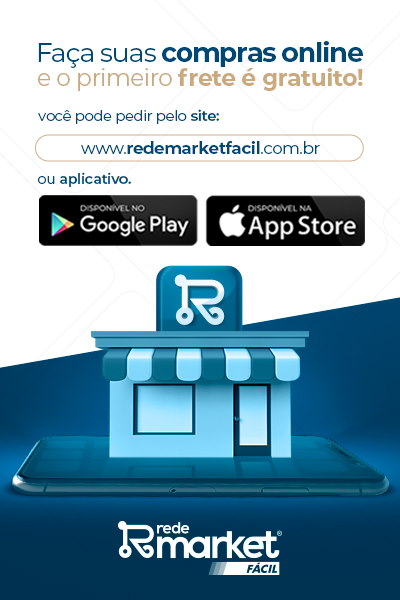 Faça suas compras online
e o primeiro frete é gratuito!
você pode pedir pelo site:
www.redemarketfacil.com.br
ou aplicativo.
DISPONÍVEL NO
Google Play
DISPONÍVEL NA
App Store
R
rede
Rmarket®
FÁCIL